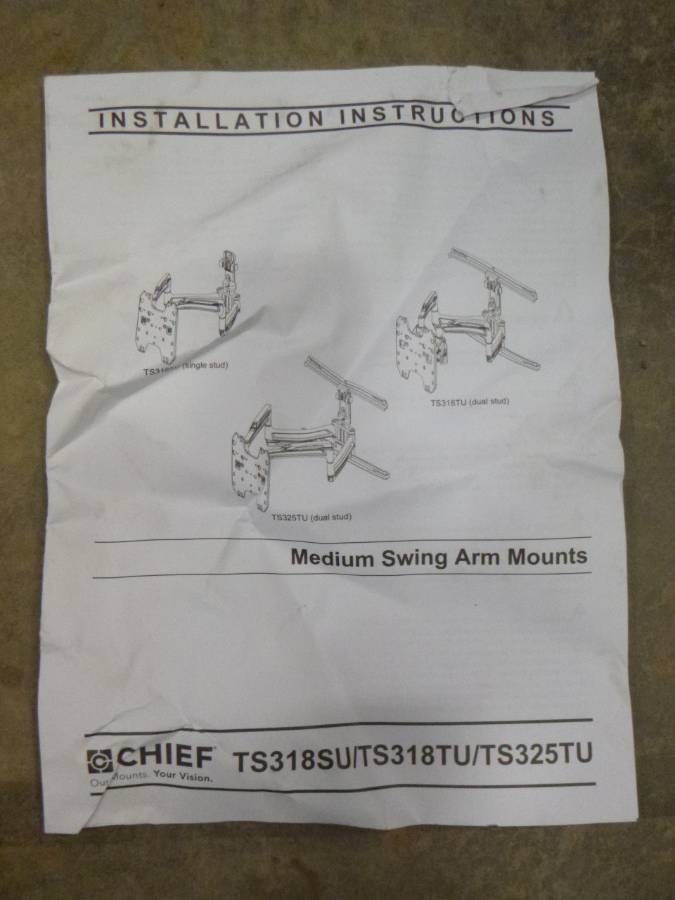 INSTALLATION INSTRUCTIONS
(single stud)
TS318TU (dual stud)
TS325TU (dual stud)
Medium Swing Arm Mounts
CHIEF
Mounts. Your Vision.
TS318SU/TS318TU/TS325TU